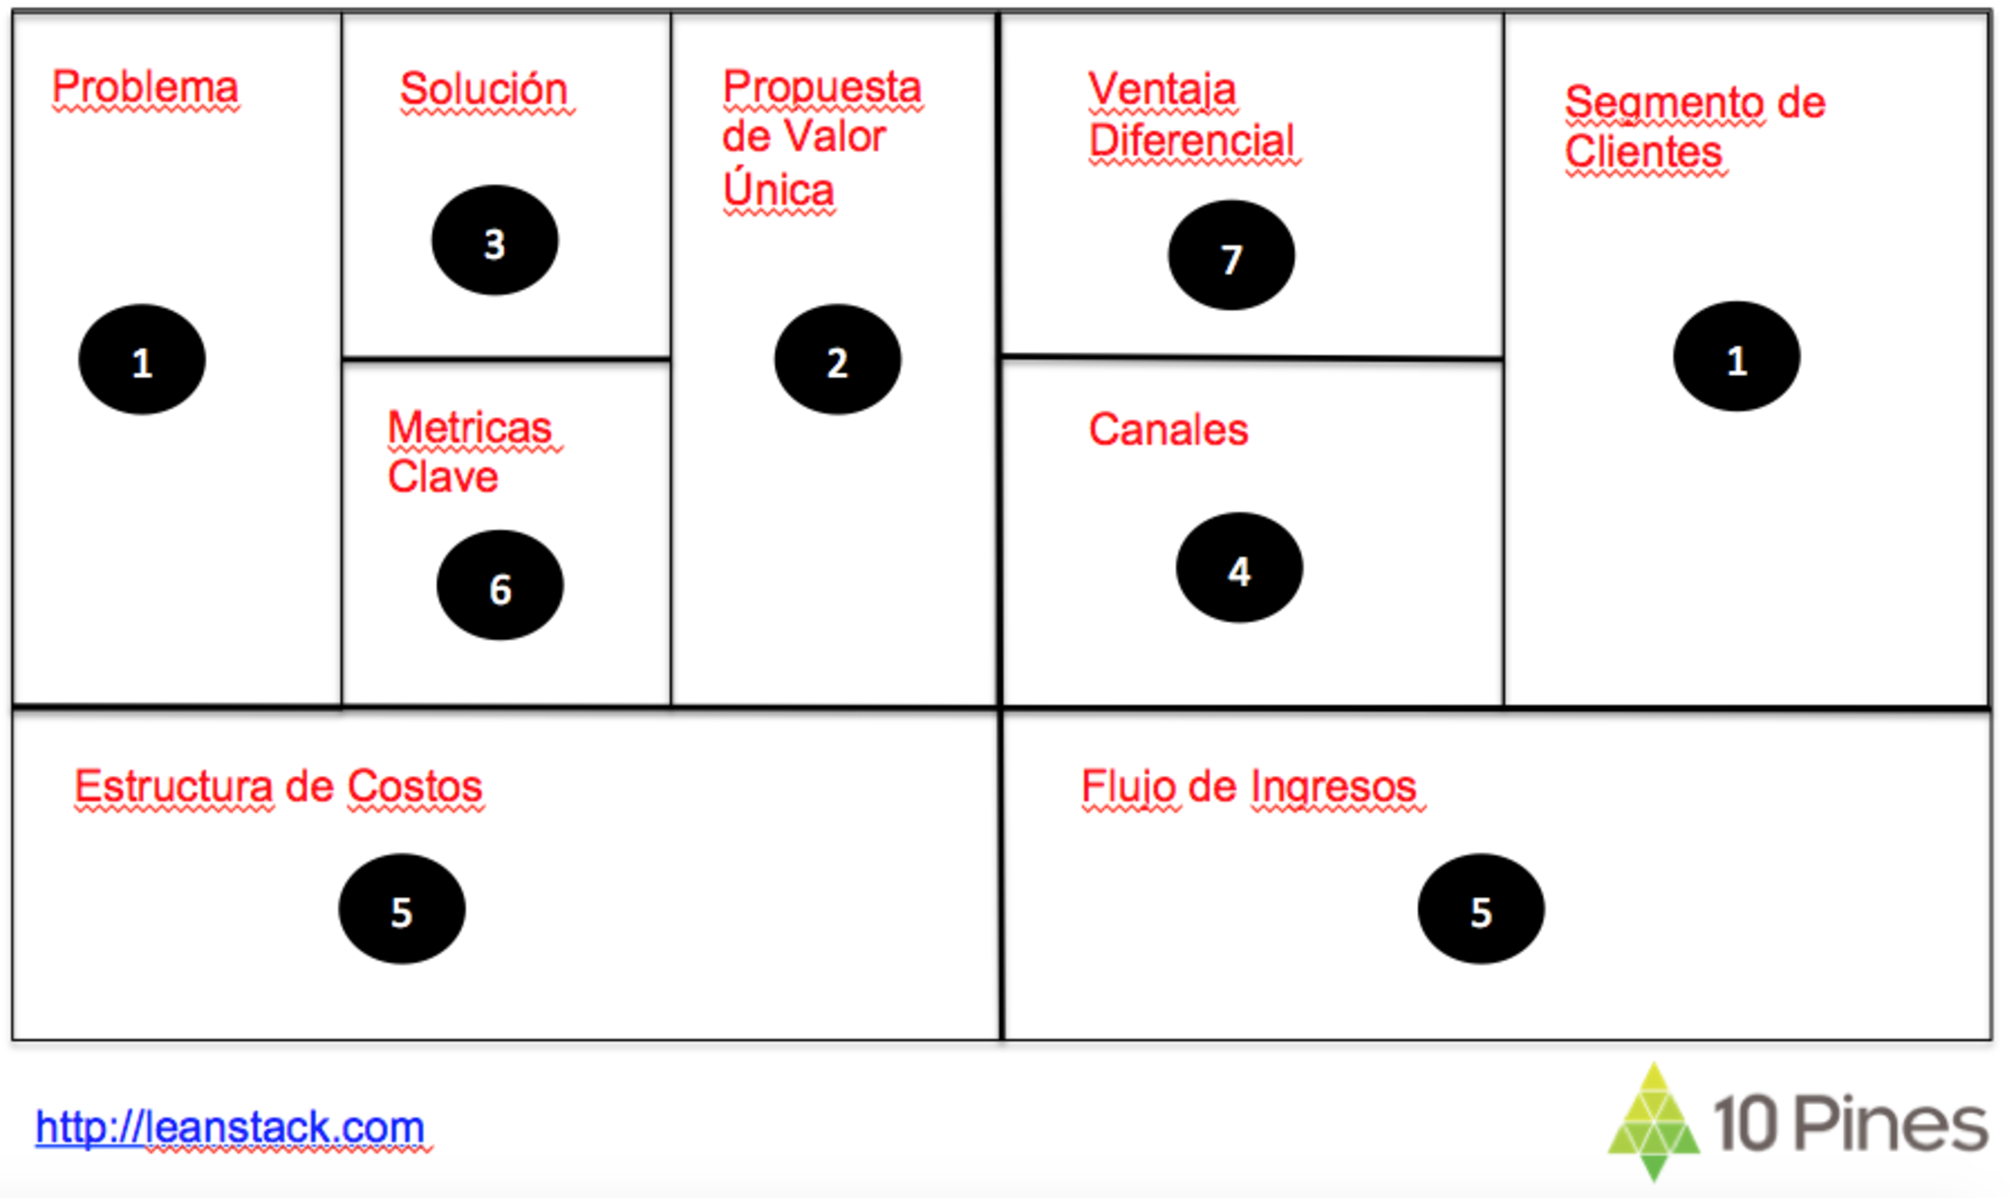 Problema
1
Solución
3
Metricas
Clave
6
Propuesta
de Valor
Única
2
Ventaja
Diferencial
7
Canales
4
Segmento de
Clientes
1
Estructura de Costos
5
Flujo de Ingresos
5
http://leanstack.com
10 Pines